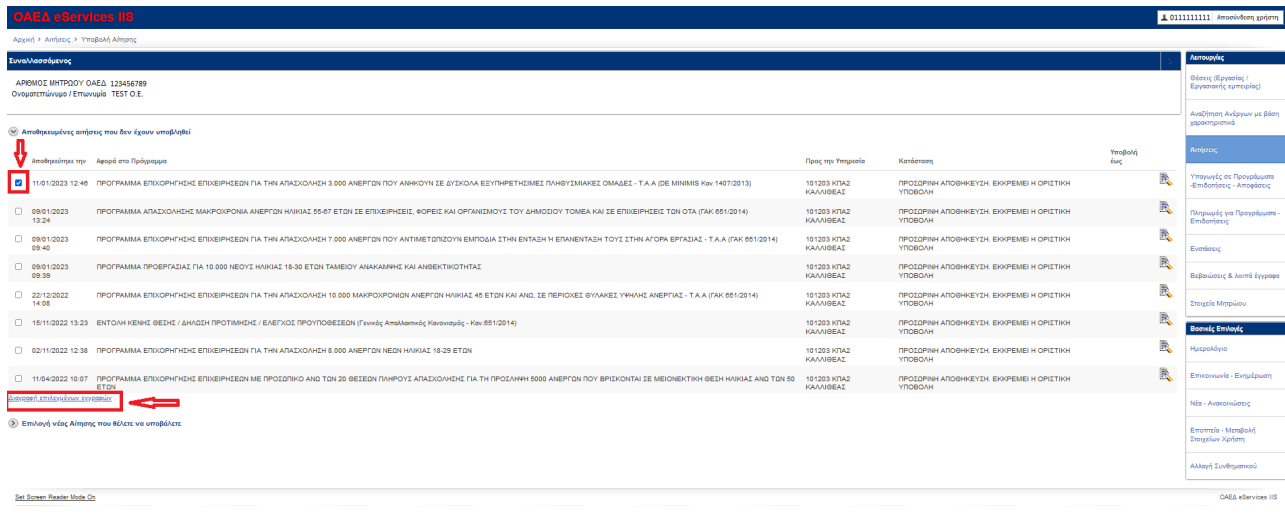 ΟΑΕΔ eServices IIS
0111111111 Αποσύνδεση χρήστη
Αρχική > Αιτήσεις > Υποβολή Αίτησης
Συναλλασσόμενος
ΑΡΙΘΜΟΣ ΜΗΤΡΩΟΥ ΟΑΕΔ 123456789
Ονοματεπώνυμο / Επωνυμία TEST O.E.
Αποθηκευμένες αιτήσεις που δεν έχουν υποβληθεί
Αποθηκεύτηκε την Αφορά στο Πρόγραμμα Προς την Υπηρεσία Κατάσταση Υποβολή έως
11/01/2023 12:46 ΠΡΟΓΡΑΜΜΑ ΕΠΙΧΟΡΗΓΗΣΗΣ ΕΠΙΧΕΙΡΗΣΕΩΝ ΓΙΑ ΤΗΝ ΑΠΑΣΧΟΛΗΣΗ 3.000 ΑΝΕΡΓΩΝ ΠΟΥ ΑΝΗΚΟΥΝ ΣΕ ΔΥΣΚΟΛΑ ΕΞΥΠΗΡΕΤΗΣΙΜΕΣ ΠΛΗΘΥΣΜΙΑΚΕΣ ΟΜΑΔΕΣ - Τ.Α.Α (DE MINIMIS Καν.1407/2013) 101203 ΚΠΑ2 ΚΑΛΛΙΘΕΑΣ ΠΡΟΣΩΡΙΝΗ ΑΠΟΘΗΚΕΥΣΗ. ΕΚΚΡΕΜΕΙ Η ΟΡΙΣΤΙΚΗ ΥΠΟΒΟΛΗ
09/01/2023 13:24 ΠΡΟΓΡΑΜΜΑ ΑΠΑΣΧΟΛΗΣΗΣ ΜΑΚΡΟΧΡΟΝΙΑ ΑΝΕΡΓΩΝ ΗΛΙΚΙΑΣ 55-67 ΕΤΩΝ ΣΕ ΕΠΙΧΕΙΡΗΣΕΙΣ, ΦΟΡΕΙΣ ΚΑΙ ΟΡΓΑΝΙΣΜΟΥΣ ΤΟΥ ΔΗΜΟΣΙΟΥ ΤΟΜΕΑ ΚΑΙ ΣΕ ΕΠΙΧΕΙΡΗΣΕΙΣ ΤΩΝ ΟΤΑ (ΓΑΚ 651/2014) 101203 ΚΠΑ2 ΚΑΛΛΙΘΕΑΣ ΠΡΟΣΩΡΙΝΗ ΑΠΟΘΗΚΕΥΣΗ. ΕΚΚΡΕΜΕΙ Η ΟΡΙΣΤΙΚΗ ΥΠΟΒΟΛΗ
09/01/2023 09:40 ΠΡΟΓΡΑΜΜΑ ΕΠΙΧΟΡΗΓΗΣΗΣ ΕΠΙΧΕΙΡΗΣΕΩΝ ΓΙΑ ΤΗΝ ΑΠΑΣΧΟΛΗΣΗ 7.000 ΑΝΕΡΓΩΝ ΠΟΥ ΑΝΤΙΜΕΤΩΠΙΖΟΥΝ ΕΜΠΟΔΙΑ ΣΤΗΝ ΕΝΤΑΞΗ Ή ΕΠΑΝΕΝΤΑΞΗ ΤΟΥΣ ΣΤΗΝ ΑΓΟΡΑ ΕΡΓΑΣΙΑΣ - Τ.Α.Α (ΓΑΚ 651/2014) 101203 ΚΠΑ2 ΚΑΛΛΙΘΕΑΣ ΠΡΟΣΩΡΙΝΗ ΑΠΟΘΗΚΕΥΣΗ. ΕΚΚΡΕΜΕΙ Η ΟΡΙΣΤΙΚΗ ΥΠΟΒΟΛΗ
09/01/2023 09:39 ΠΡΟΓΡΑΜΜΑ ΠΡΟΕΡΓΑΣΙΑΣ ΓΙΑ 10.000 ΝΕΟΥΣ ΗΛΙΚΙΑΣ 18-30 ΕΤΩΝ ΤΑΜΕΙΟΥ ΑΝΑΚΑΜΨΗΣ ΚΑΙ ΑΝΘΕΚΤΙΚΟΤΗΤΑΣ 101203 ΚΠΑ2 ΚΑΛΛΙΘΕΑΣ ΠΡΟΣΩΡΙΝΗ ΑΠΟΘΗΚΕΥΣΗ. ΕΚΚΡΕΜΕΙ Η ΟΡΙΣΤΙΚΗ ΥΠΟΒΟΛΗ
22/12/2022 14:08 ΠΡΟΓΡΑΜΜΑ ΕΠΙΧΟΡΗΓΗΣΗΣ ΕΠΙΧΕΙΡΗΣΕΩΝ ΓΙΑ ΤΗΝ ΑΠΑΣΧΟΛΗΣΗ 10.000 ΜΑΚΡΟΧΡΟΝΙΩΝ ΑΝΕΡΓΩΝ ΗΛΙΚΙΑΣ 45 ΕΤΩΝ ΚΑΙ ΑΝΩ, ΣΕ ΠΕΡΙΟΧΕΣ ΘΥΛΑΚΕΣ ΥΨΗΛΗΣ ΑΝΕΡΓΙΑΣ - Τ.Α.Α (ΓΑΚ 651/2014) 101203 ΚΠΑ2 ΚΑΛΛΙΘΕΑΣ ΠΡΟΣΩΡΙΝΗ ΑΠΟΘΗΚΕΥΣΗ. ΕΚΚΡΕΜΕΙ Η ΟΡΙΣΤΙΚΗ ΥΠΟΒΟΛΗ
15/11/2022 13:23 ΕΝΤΟΛΗ ΚΕΝΗΣ ΘΕΣΗΣ / ΔΗΛΩΣΗ ΠΡΟΤΙΜΗΣΗΣ / ΕΛΕΓΧΟΣ ΠΡΟΥΠΟΘΕΣΕΩΝ (Γενικός Απαλλακτικός Κανονισμός - Καν.651/2014) 101203 ΚΠΑ2 ΚΑΛΛΙΘΕΑΣ ΠΡΟΣΩΡΙΝΗ ΑΠΟΘΗΚΕΥΣΗ. ΕΚΚΡΕΜΕΙ Η ΟΡΙΣΤΙΚΗ ΥΠΟΒΟΛΗ
02/11/2022 12:38 ΠΡΟΓΡΑΜΜΑ ΕΠΙΧΟΡΗΓΗΣΗΣ ΕΠΙΧΕΙΡΗΣΕΩΝ ΓΙΑ ΤΗΝ ΑΠΑΣΧΟΛΗΣΗ 8.000 ΑΝΕΡΓΩΝ ΝΕΩΝ ΗΛΙΚΙΑΣ 18-29 ΕΤΩΝ 101203 ΚΠΑ2 ΚΑΛΛΙΘΕΑΣ ΠΡΟΣΩΡΙΝΗ ΑΠΟΘΗΚΕΥΣΗ. ΕΚΚΡΕΜΕΙ Η ΟΡΙΣΤΙΚΗ ΥΠΟΒΟΛΗ
11/04/2022 10:07 ΠΡΟΓΡΑΜΜΑ ΕΠΙΧΟΡΗΓΗΣΗΣ ΕΠΙΧΕΙΡΗΣΕΩΝ ΜΕ ΠΡΟΣΩΠΙΚΟ ΑΝΩ ΤΩΝ 20 ΘΕΣΕΩΝ ΠΛΗΡΟΥΣ ΑΠΑΣΧΟΛΗΣΗΣ ΓΙΑ ΤΗ ΠΡΟΣΛΗΨΗ 5000 ΑΝΕΡΓΩΝ ΠΟΥ ΒΡΙΣΚΟΝΤΑΙ ΣΕ ΜΕΙΟΝΕΚΤΙΚΗ ΘΕΣΗ ΗΛΙΚΙΑΣ ΑΝΩ ΤΩΝ 50 ΕΤΩΝ 101203 ΚΠΑ2 ΚΑΛΛΙΘΕΑΣ ΠΡΟΣΩΡΙΝΗ ΑΠΟΘΗΚΕΥΣΗ. ΕΚΚΡΕΜΕΙ Η ΟΡΙΣΤΙΚΗ ΥΠΟΒΟΛΗ
Διαγραφή επιλεγμένων εγγραφών
Επιλογή νέας Αίτησης που θέλετε να υποβάλετε
Λειτουργίες
Θέσεις (Εργασίας /
Εργασιακής εμπειρίας)
Αναζήτηση Ανέργων με βάση
χαρακτηριστικά
Αιτήσεις
Υπαγωγές σε Προγράμματα
-Επιδοτήσεις - Αποφάσεις
Πληρωμές για Προγράμματα -
Επιδοτήσεις
Ενστάσεις
Βεβαιώσεις & λοιπά έγγραφα
Στοιχεία Μητρώου
Βασικές Επιλογές
Ημερολόγιο
Επικοινωνία - Ενημέρωση
Νέα - Ανακοινώσεις
Εποπτεία - Μεταβολή
Στοιχείων Χρήστη
Αλλαγή Συνθηματικού
Set Screen Reader Mode On
ΟΑΕΔ eServices IIS